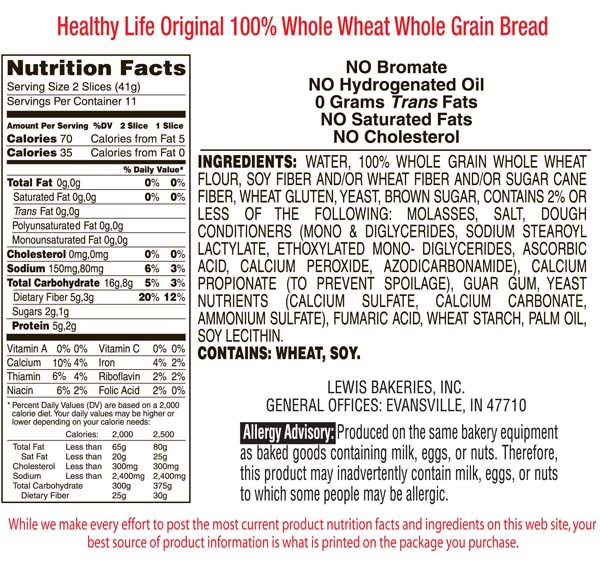 Healthy Life Original 100% Whole Wheat Whole Grain Bread
Nutrition Facts
Serving Size 2 Slices (41g)
Servings Per Container 11
Amount Per Serving %DV 2 Slice 1 Slice
Calories 70 Calories from Fat 5
Calories 35 Calories from Fat 0
% Daily Value*
Total Fat 0g,0g 0% 0%
Saturated Fat 0g,0g 0% 0%
Trans Fat 0g,0g
Polyunsaturated Fat 0g,0g
Monounsaturated Fat 0g,0g
Cholesterol 0mg,0mg 0% 0%
Sodium 150mg,80mg 6% 3%
Total Carbohydrate 16g,8g 5% 3%
Dietary Fiber 5g,3g 20% 12%
Sugars 2g,1g
Protein 5g,2g
Vitamin A 0% 0% Vitamin C 0% 0%
Calcium 10% 4% Iron 4% 2%
Thiamin 6% 4% Riboflavin 2% 2%
Niacin 6% 2% Folic Acid 2% 0%
* Percent Daily Values (DV) are based on a 2,000
calorie diet. Your daily values may be higher or
lower depending on your calorie needs:
Calories: 2,000 2,500
Total Fat Less than 65g 80g
Sat Fat Less than 20g 25g
Cholesterol Less than 300mg 300mg
Sodium Less than 2,400mg 2,400mg
Total Carbohydrate 300g 375g
Dietary Fiber 25g 30g
NO Bromate
NO Hydrogenated Oil
0 Grams Trans Fats
NO Saturated Fats
NO Cholesterol
INGREDIENTS: WATER, 100% WHOLE GRAIN WHOLE WHEAT
FLOUR, SOY FIBER AND/OR WHEAT FIBER AND/OR SUGAR CANE
FIBER, WHEAT GLUTEN, YEAST, BROWN SUGAR, CONTAINS 2% OR
LESS OF THE FOLLOWING: MOLASSES, SALT, DOUGH
CONDITIONERS (MONO & DIGLYCERIDES, SODIUM STEAROYL
LACTYLATE, ETHOXYLATED MONO- DIGLYCERIDES, ASCORBIC
ACID, CALCIUM PEROXIDE, AZODICARBONAMIDE), CALCIUM
PROPIONATE (TO PREVENT SPOILAGE), GUAR GUM, YEAST
NUTRIENTS (CALCIUM SULFATE, CALCIUM CARBONATE,
AMMONIUM SULFATE), FUMARIC ACID, WHEAT STARCH, PALM OIL,
SOY LECITHIN.
CONTAINS: WHEAT, SOY.
LEWIS BAKERIES, INC.
GENERAL OFFICES: EVANSVILLE, IN 47710
Allergy Advisory: Produced on the same bakery equipment
as baked goods containing milk, eggs, or nuts. Therefore,
this product may inadvertently contain milk, eggs, or nuts
to which some people may be allergic.
While we make every effort to post the most current product nutrition facts and ingredients on this web site, your
best source of product information is what is printed on the package you purchase.